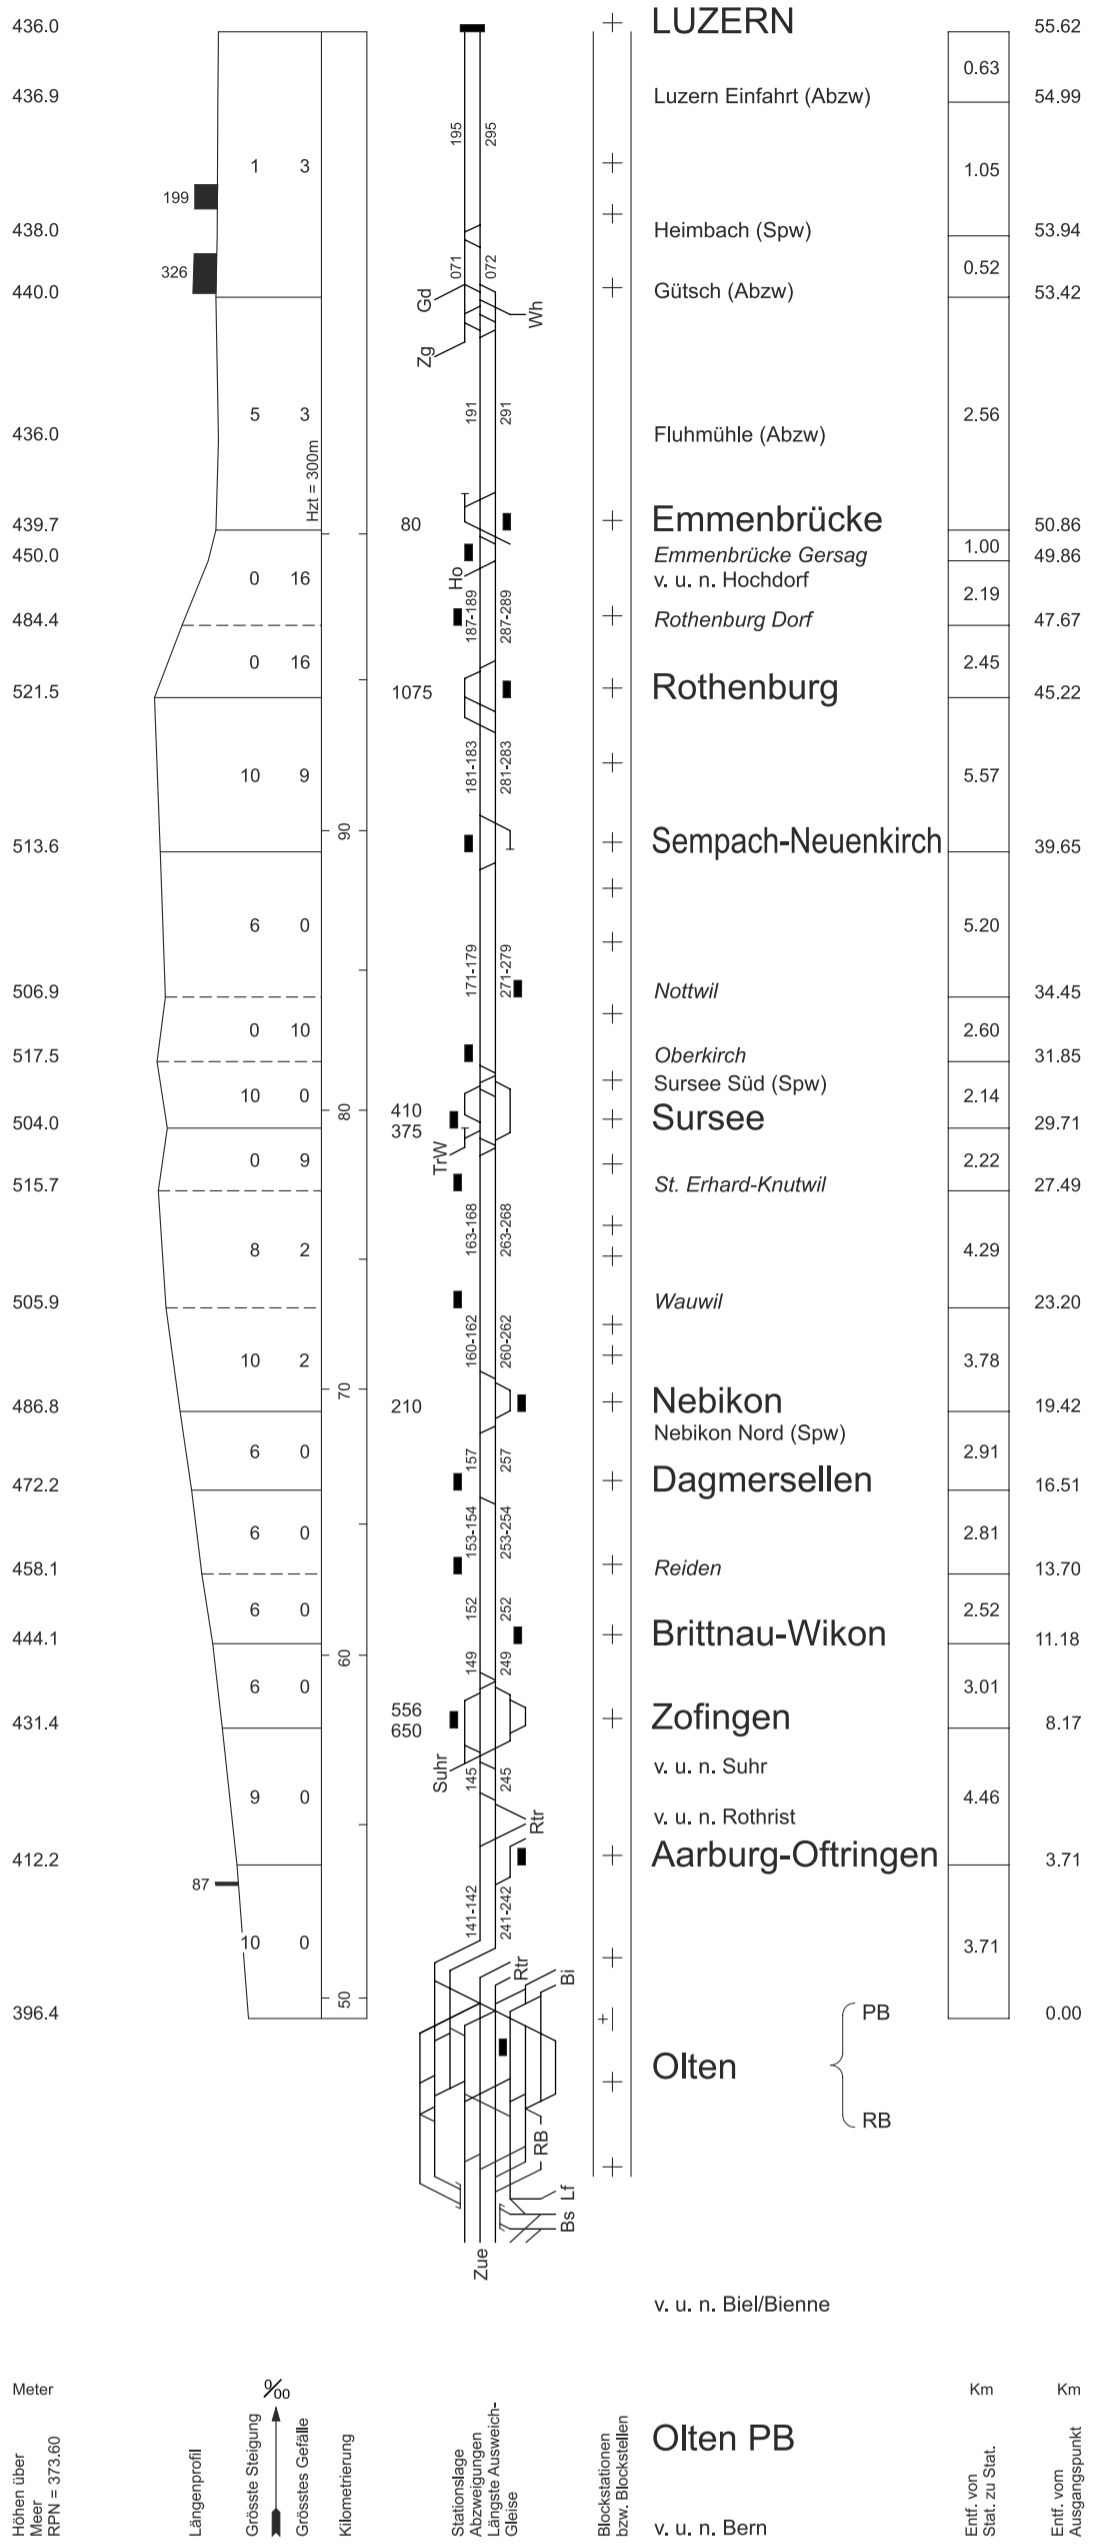 436.0 LUZERN 55.62
0.63
436.9 Luzern Einfahrt (Abzw) 54.99
195 295
1 3 1.05
199
438.0 Heimbach (Spw) 53.94
326 071 072 0.52
440.0 Gütsch (Abzw) 53.42
Gd Wh
Zg
5 3 191 291 2.56
436.0 Fluhmühle (Abzw)
Hzt = 300m
439.7 80 Emmenbrücke 50.86
1.00
450.0 Emmenbrücke Gersag 49.86
Ho v. u. n. Hochdorf
0 16 187-189 287-289 2.19
484.4 Rothenburg Dorf 47.67
0 16 2.45
521.5 1075 Rothenburg 45.22
10 9 181-183 281-283 5.57
90
513.6 Sempach-Neuenkirch 39.65
6 0 5.20
171-179 271-279
506.9 Nottwil 34.45
0 10 2.60
517.5 Oberkirch 31.85
Sursee Süd (Spw)
10 0 2.14
80
410
504.0 Sursee 29.71
375
TrW
0 9 2.22
515.7 St. Erhard-Knutwil 27.49
8 2 163-168 263-268 4.29
505.9 Wauwil 23.20
10 2 160-162 260-262 3.78
70
486.8 210 Nebikon 19.42
Nebikon Nord (Spw)
6 0 157 257 2.91
472.2 Dagmersellen 16.51
6 0 153-154 253-254 2.81
458.1 Reiden 13.70
6 0 152 252 2.52
444.1 Brittnau-Wikon 11.18
60 149 249
6 0 3.01
556
431.4 Zofingen 8.17
650
Suhr v. u. n. Suhr
145 245
9 0 4.46
Rtr v. u. n. Rothrist
412.2 Aarburg-Oftringen 3.71
87
141-142 241-242
10 0 3.71
Rtr Bi
50
396.4 PB 0.00
Olten
RB
RB
Lf
Bs
Zue
v. u. n. Biel/Bienne
Meter ‰ Km Km
Olten PB
v. u. n. Bern
Höhen über
Meer
RPN = 373.60
Längenprofil
Grösste Steigung
Grösstes Gefälle
Kilometrierung
Stationslage
Abzweigungen
Längste Ausweich-
Gleise
Blockstationen
bzw. Blockstellen
Entf. von
Stat. zu Stat.
Entf. vom
Ausgangspunkt